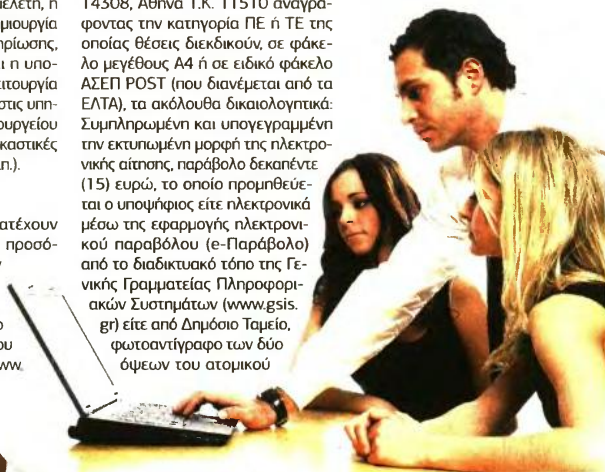 μελέτη, η
μιουργία
ηρίωσης,
ι η υπο-
ειτουργία
στις υπη-
ουργείου
καστικές
.π.).
ατέχουν
προσό-
ο
ου
ww.
14308, Αθήνα Τ.Κ. 11510 αναγρά-
φοντας την κατηγορία ΠΕ ή ΤΕ της
οποίας θέσεις διεκδικούν, σε φάκε-
λο μεγέθους Α4 ή σε ειδικό φάκελο
ΑΣΕΠ POST (που διανέμεται από τα
ΕΛΤΑ), τα ακόλουθα δικαιολογητικά:
Συμπληρωμένη και υπογεγραμμένη
την εκτυπωμένη μορφή της ηλεκτρο-
νικής αίτησης, παράβολο δεκαπέντε
(15) ευρώ, το οποίο προμηθεύε-
ται ο υποψήφιος είτε ηλεκτρονικά
μέσω της εφαρμογής ηλεκτρονι-
κού παραβόλου (e-Παράβολο)
από το διαδικτυακό τόπο της Γε-
νικής Γραμματείας Πληροφορι-
ακών Συστημάτων (www.gsis.
gr) είτε από Δημόσιο Ταμείο,
φωτοαντίγραφο των δύο
όψεων του ατομικού